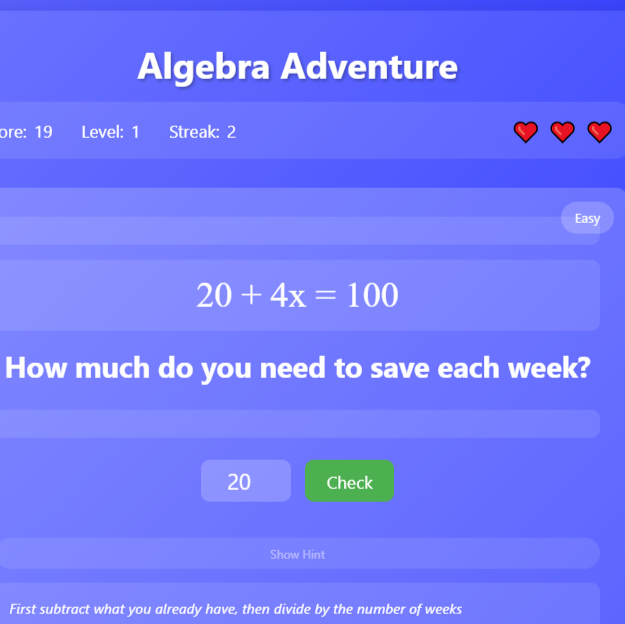 Algebra Adventure
ore: 19 Level: 1 Streak: 2
Easy
20 + 4x = 100
How much do you need to save each week?
20 Check
Show Hint
First subtract what you already have, then divide by the number of weeks